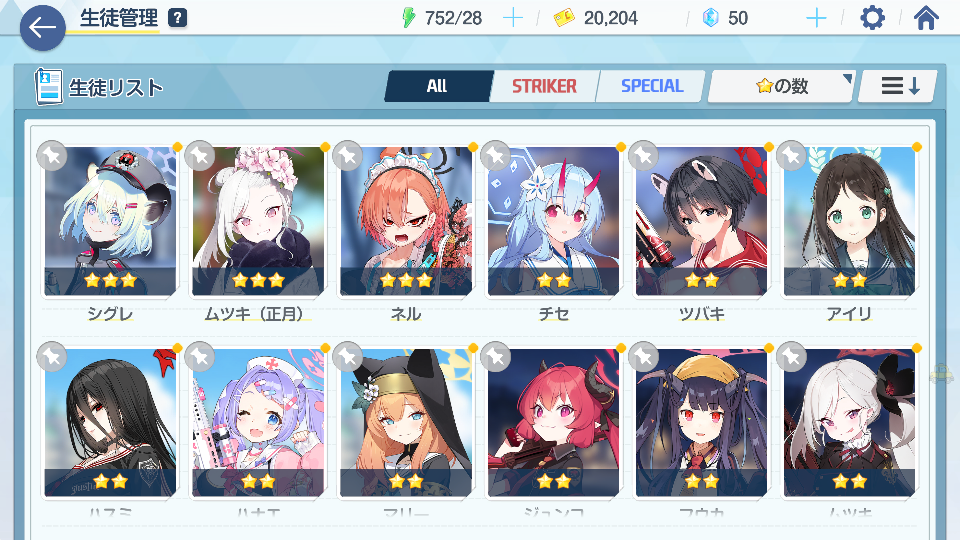 生徒管理 ?
752/28
20,204
50
生徒リスト
All
STRIKER
SPECIAL
の数
シグレ
ムツキ（正月）
ネル
チセ
ツバキ
アイリ
ハスミ
ハナエ
マリー
ジュンコ
フウカ
ムツキ